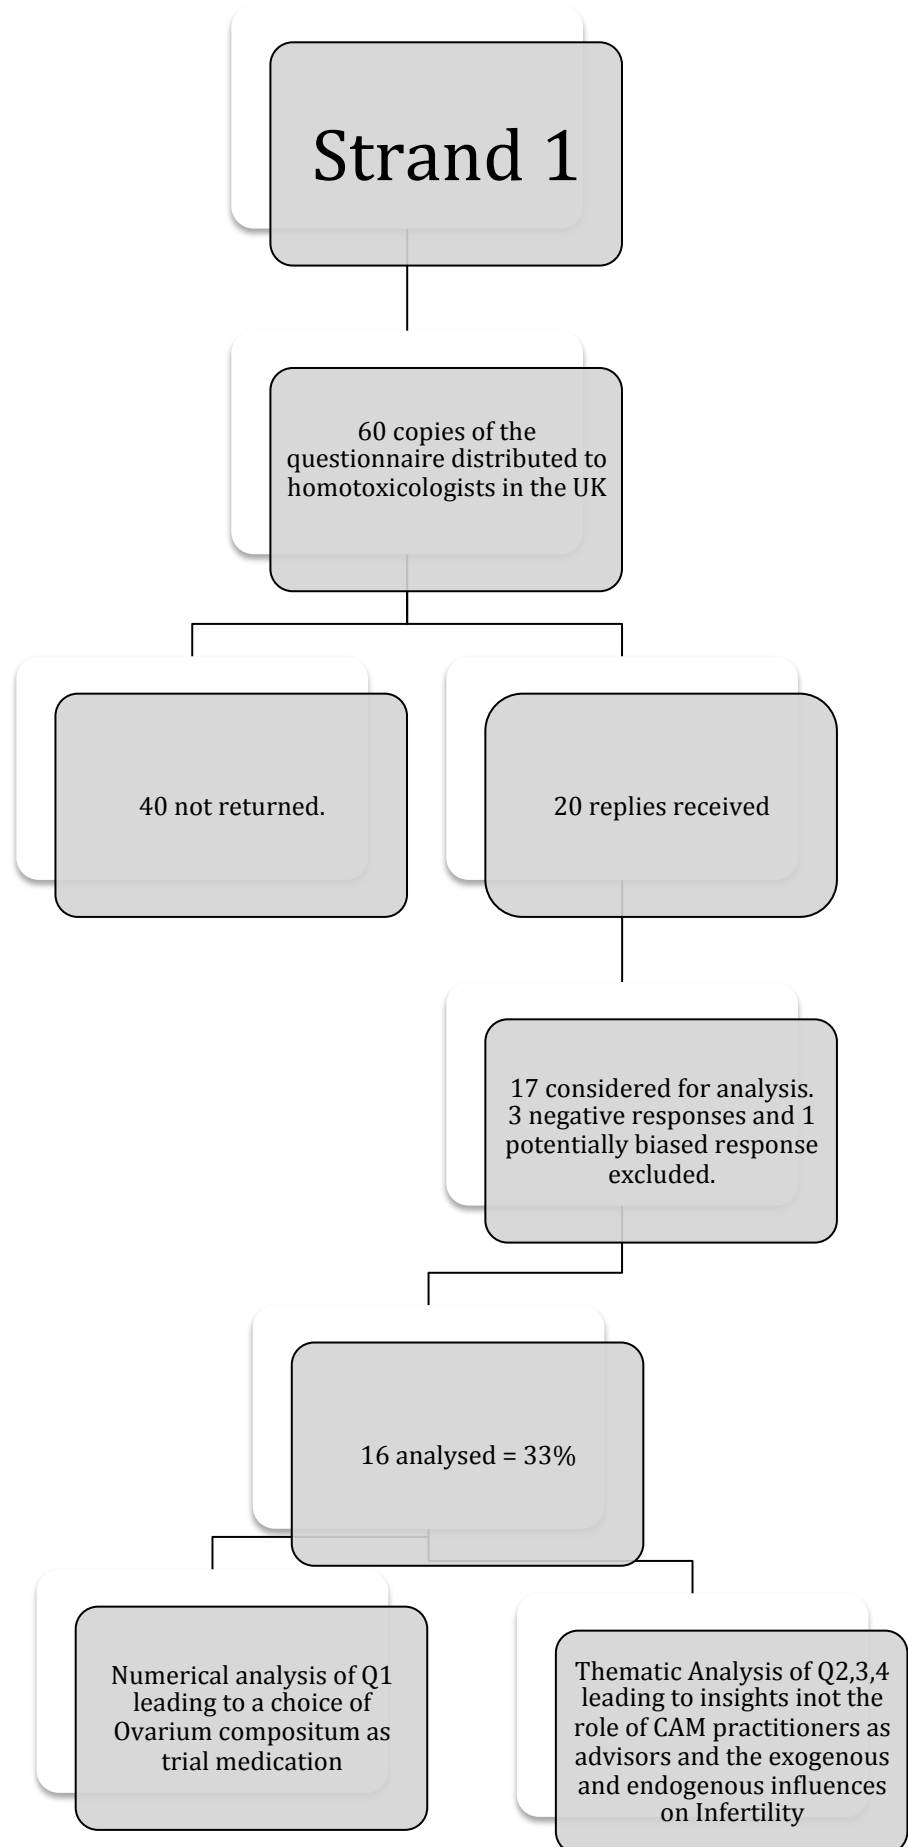 Strand 1
60 copies of the
questionnaire distributed to
homotoxicologists in the UK
40 not returned.
20 replies received
17 considered for analysis.
3 negative responses and 1
potentially biased response
excluded.
16 analysed = 33%
Numerical analysis of Q1
leading to a choice of
Ovarium compositum as
trial medication
Thematic Analysis of Q2,3,4
leading to insights inot the
role of CAM practitioners as
advisors and the exogenous
and endogenous influences
on Infertility